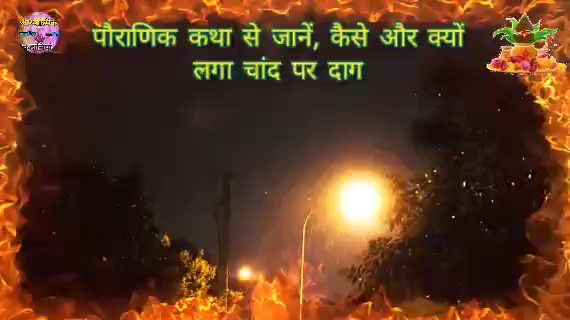 पौराणिक कथा से जानें, कैसे और क्यों
लगा चांद पर दाग